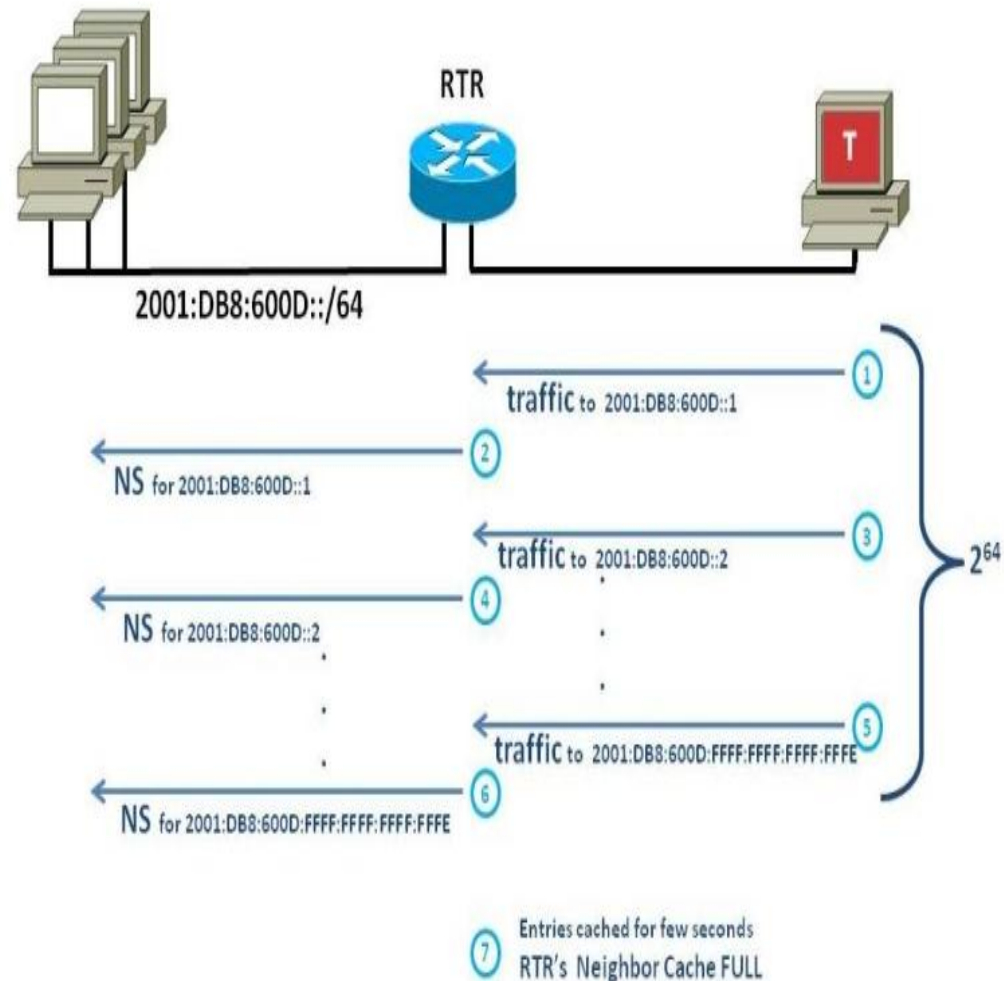 RTR
T
2001:DB8:600D::/64
1
traffic to 2001:DB8:600D::1
2
NS for 2001:DB8:600D::1
3
traffic to 2001:DB8:600D::2
2^64
4
NS for 2001:DB8:600D::2
5
traffic to 2001:DB8:600D:FFFF:FFFF:FFFF:FFFE
6
NS for 2001:DB8:600D:FFFF:FFFF:FFFF:FFFE
7
Entries cached for few seconds
RTR's Neighbor Cache FULL